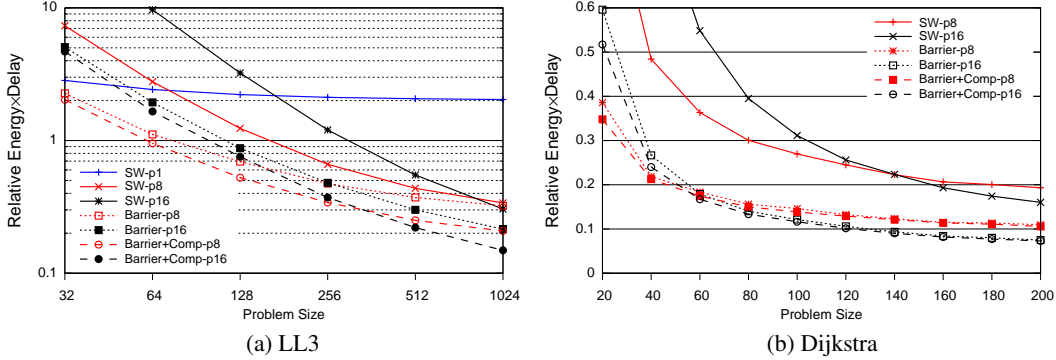 Relative Energy×Delay
10
1
0.1
SW-p1
SW-p8
SW-p16
Barrier-p8
Barrier-p16
Barrier+Comp-p8
Barrier+Comp-p16
32 64 128 256 512 1024
Problem Size
(a) LL3
Relative Energy×Delay
0.6
0.5
0.4
0.3
0.2
0.1
0
SW-p8
SW-p16
Barrier-p8
Barrier-p16
Barrier+Comp-p8
Barrier+Comp-p16
20 40 60 80 100 120 140 160 180 200
Problem Size
(b) Dijkstra